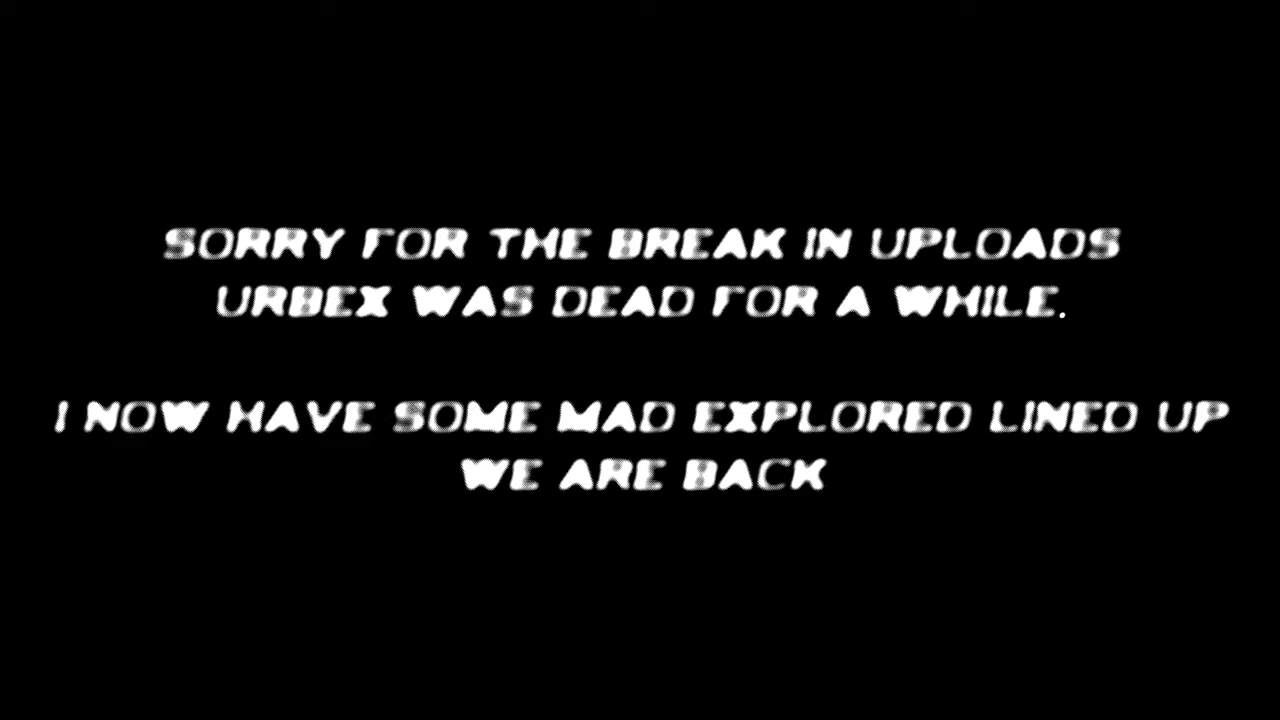 SORRY FOR THE BREAK IN UPLOADS
URBEX WAS DEAD FOR A WHILE.
I NOW HAVE SOME MAD EXPLORED LINED UP
WE ARE BACK